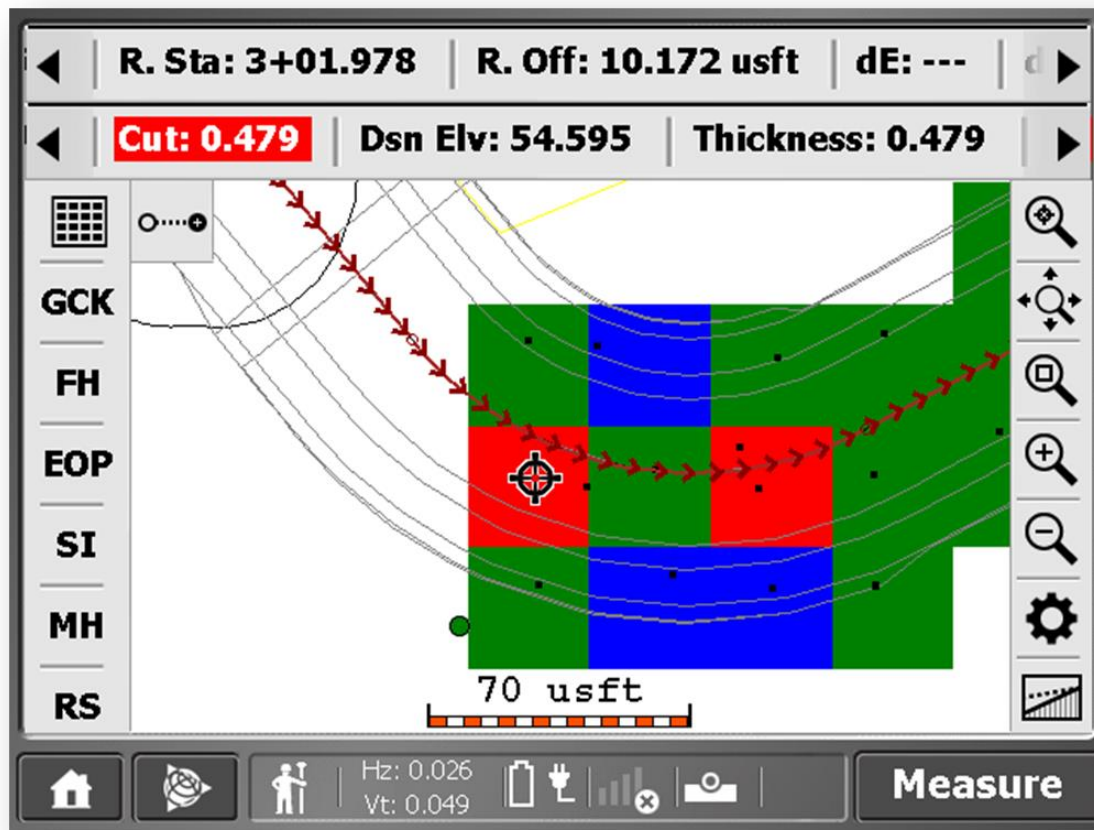 R. Sta: 3+01.978 R. Off: 10.172 usft dE: --- d
Cut: 0.479 Dsn Elv: 54.595 Thickness: 0.479
GCK
FH
EOP
SI
MH
RS
70 usft
Hz: 0.026
Vt: 0.049
Measure